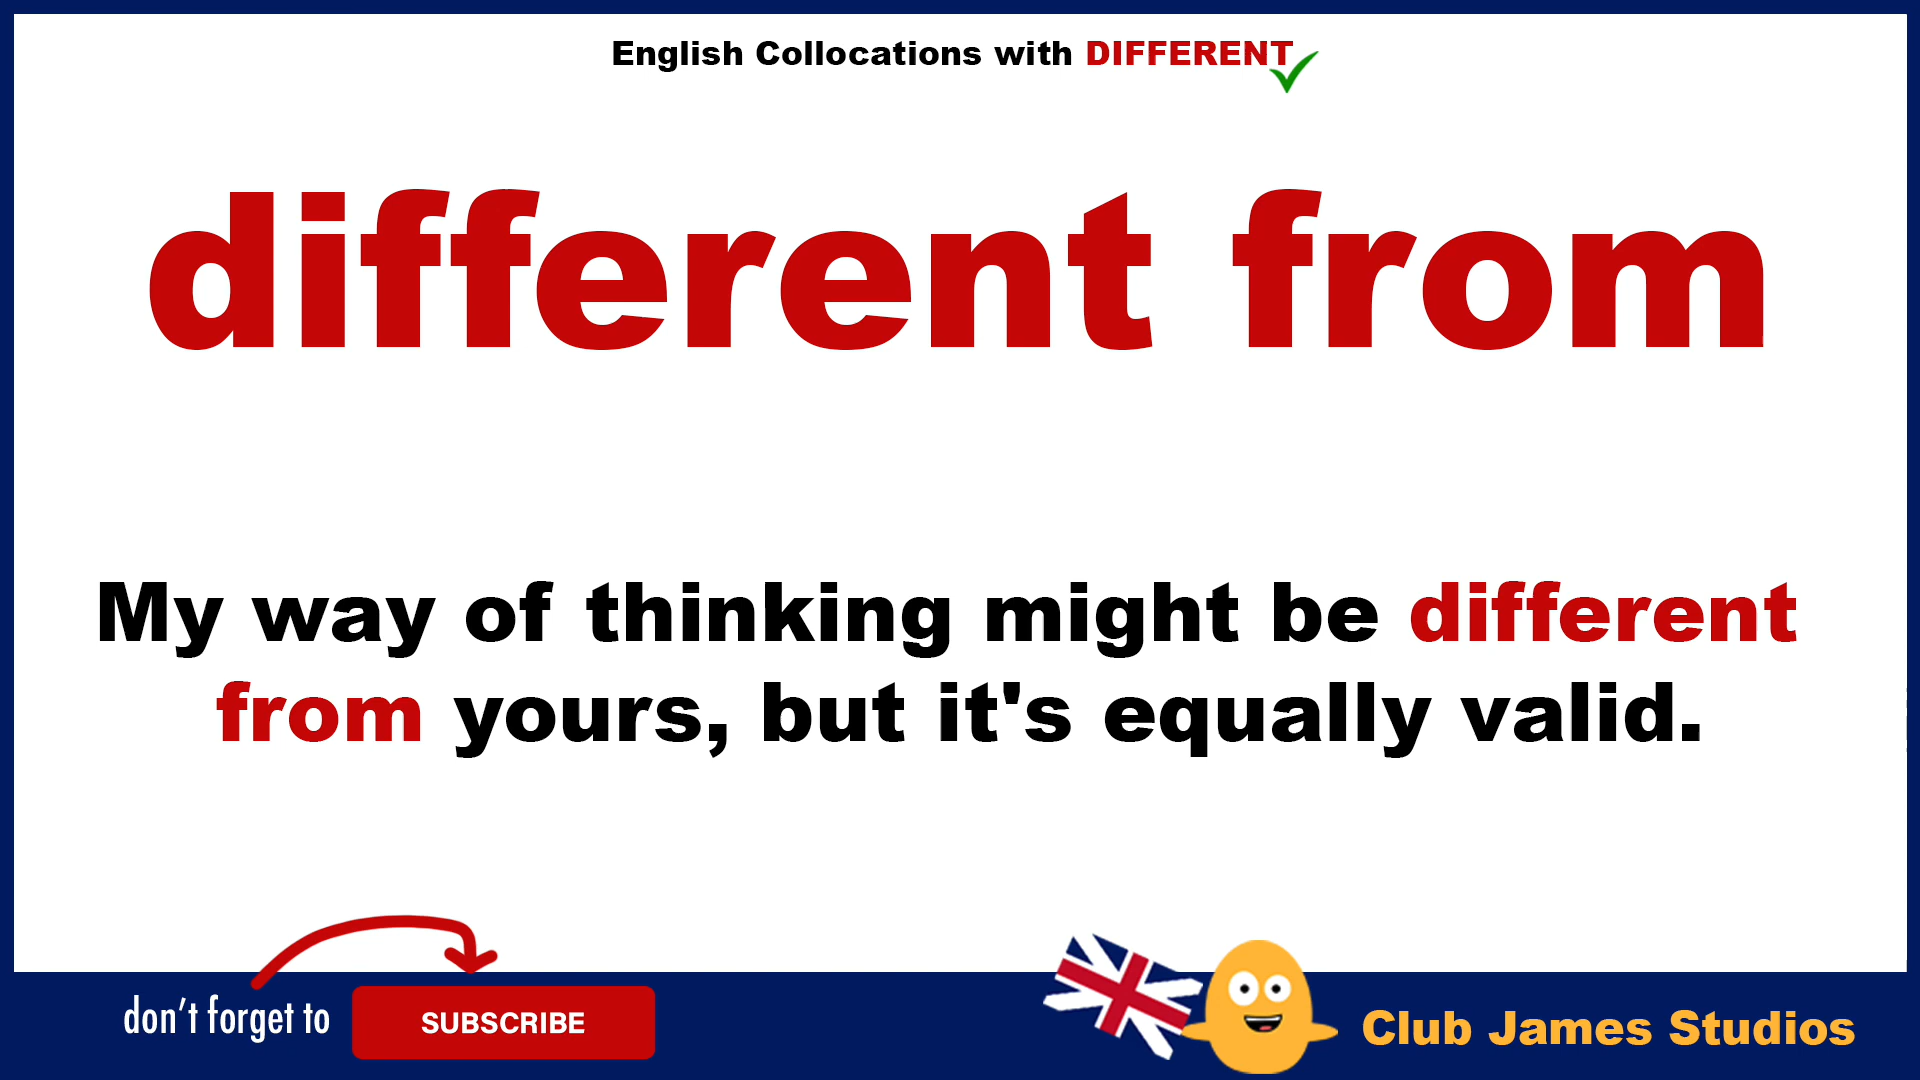 English Collocations with DIFFERENT
different from
My way of thinking might be different
from yours, but it's equally valid.
don't forget to
SUBSCRIBE
Club James Studios